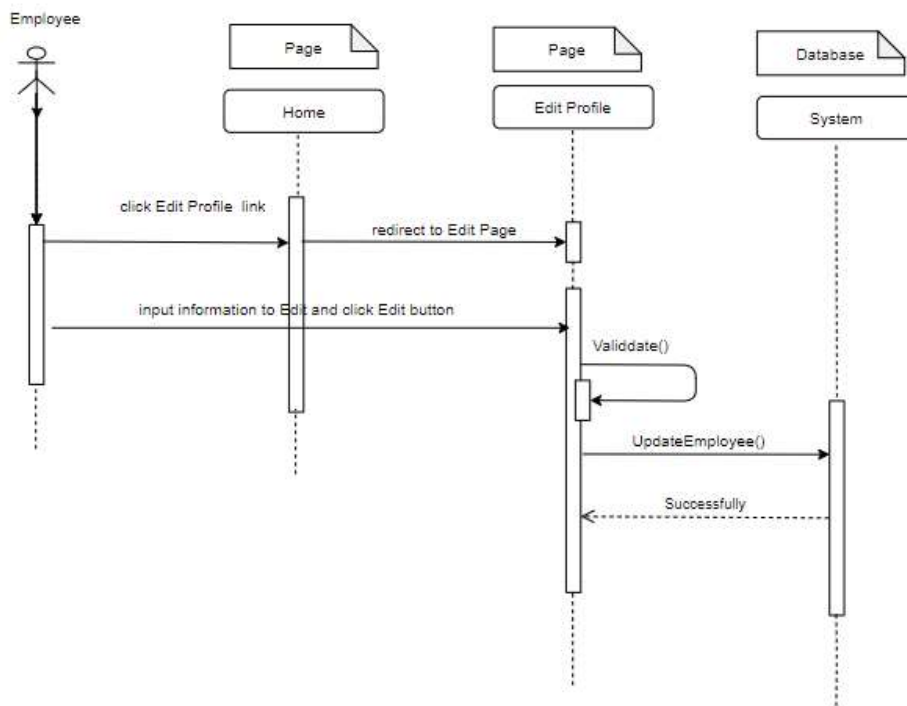 Employee
Page
Page
Database
Home
Edit Profile
System
click Edit Profile link
redirect to Edit Page
input information to Edit and click Edit button
Validdate()
UpdateEmployee()
Successfully